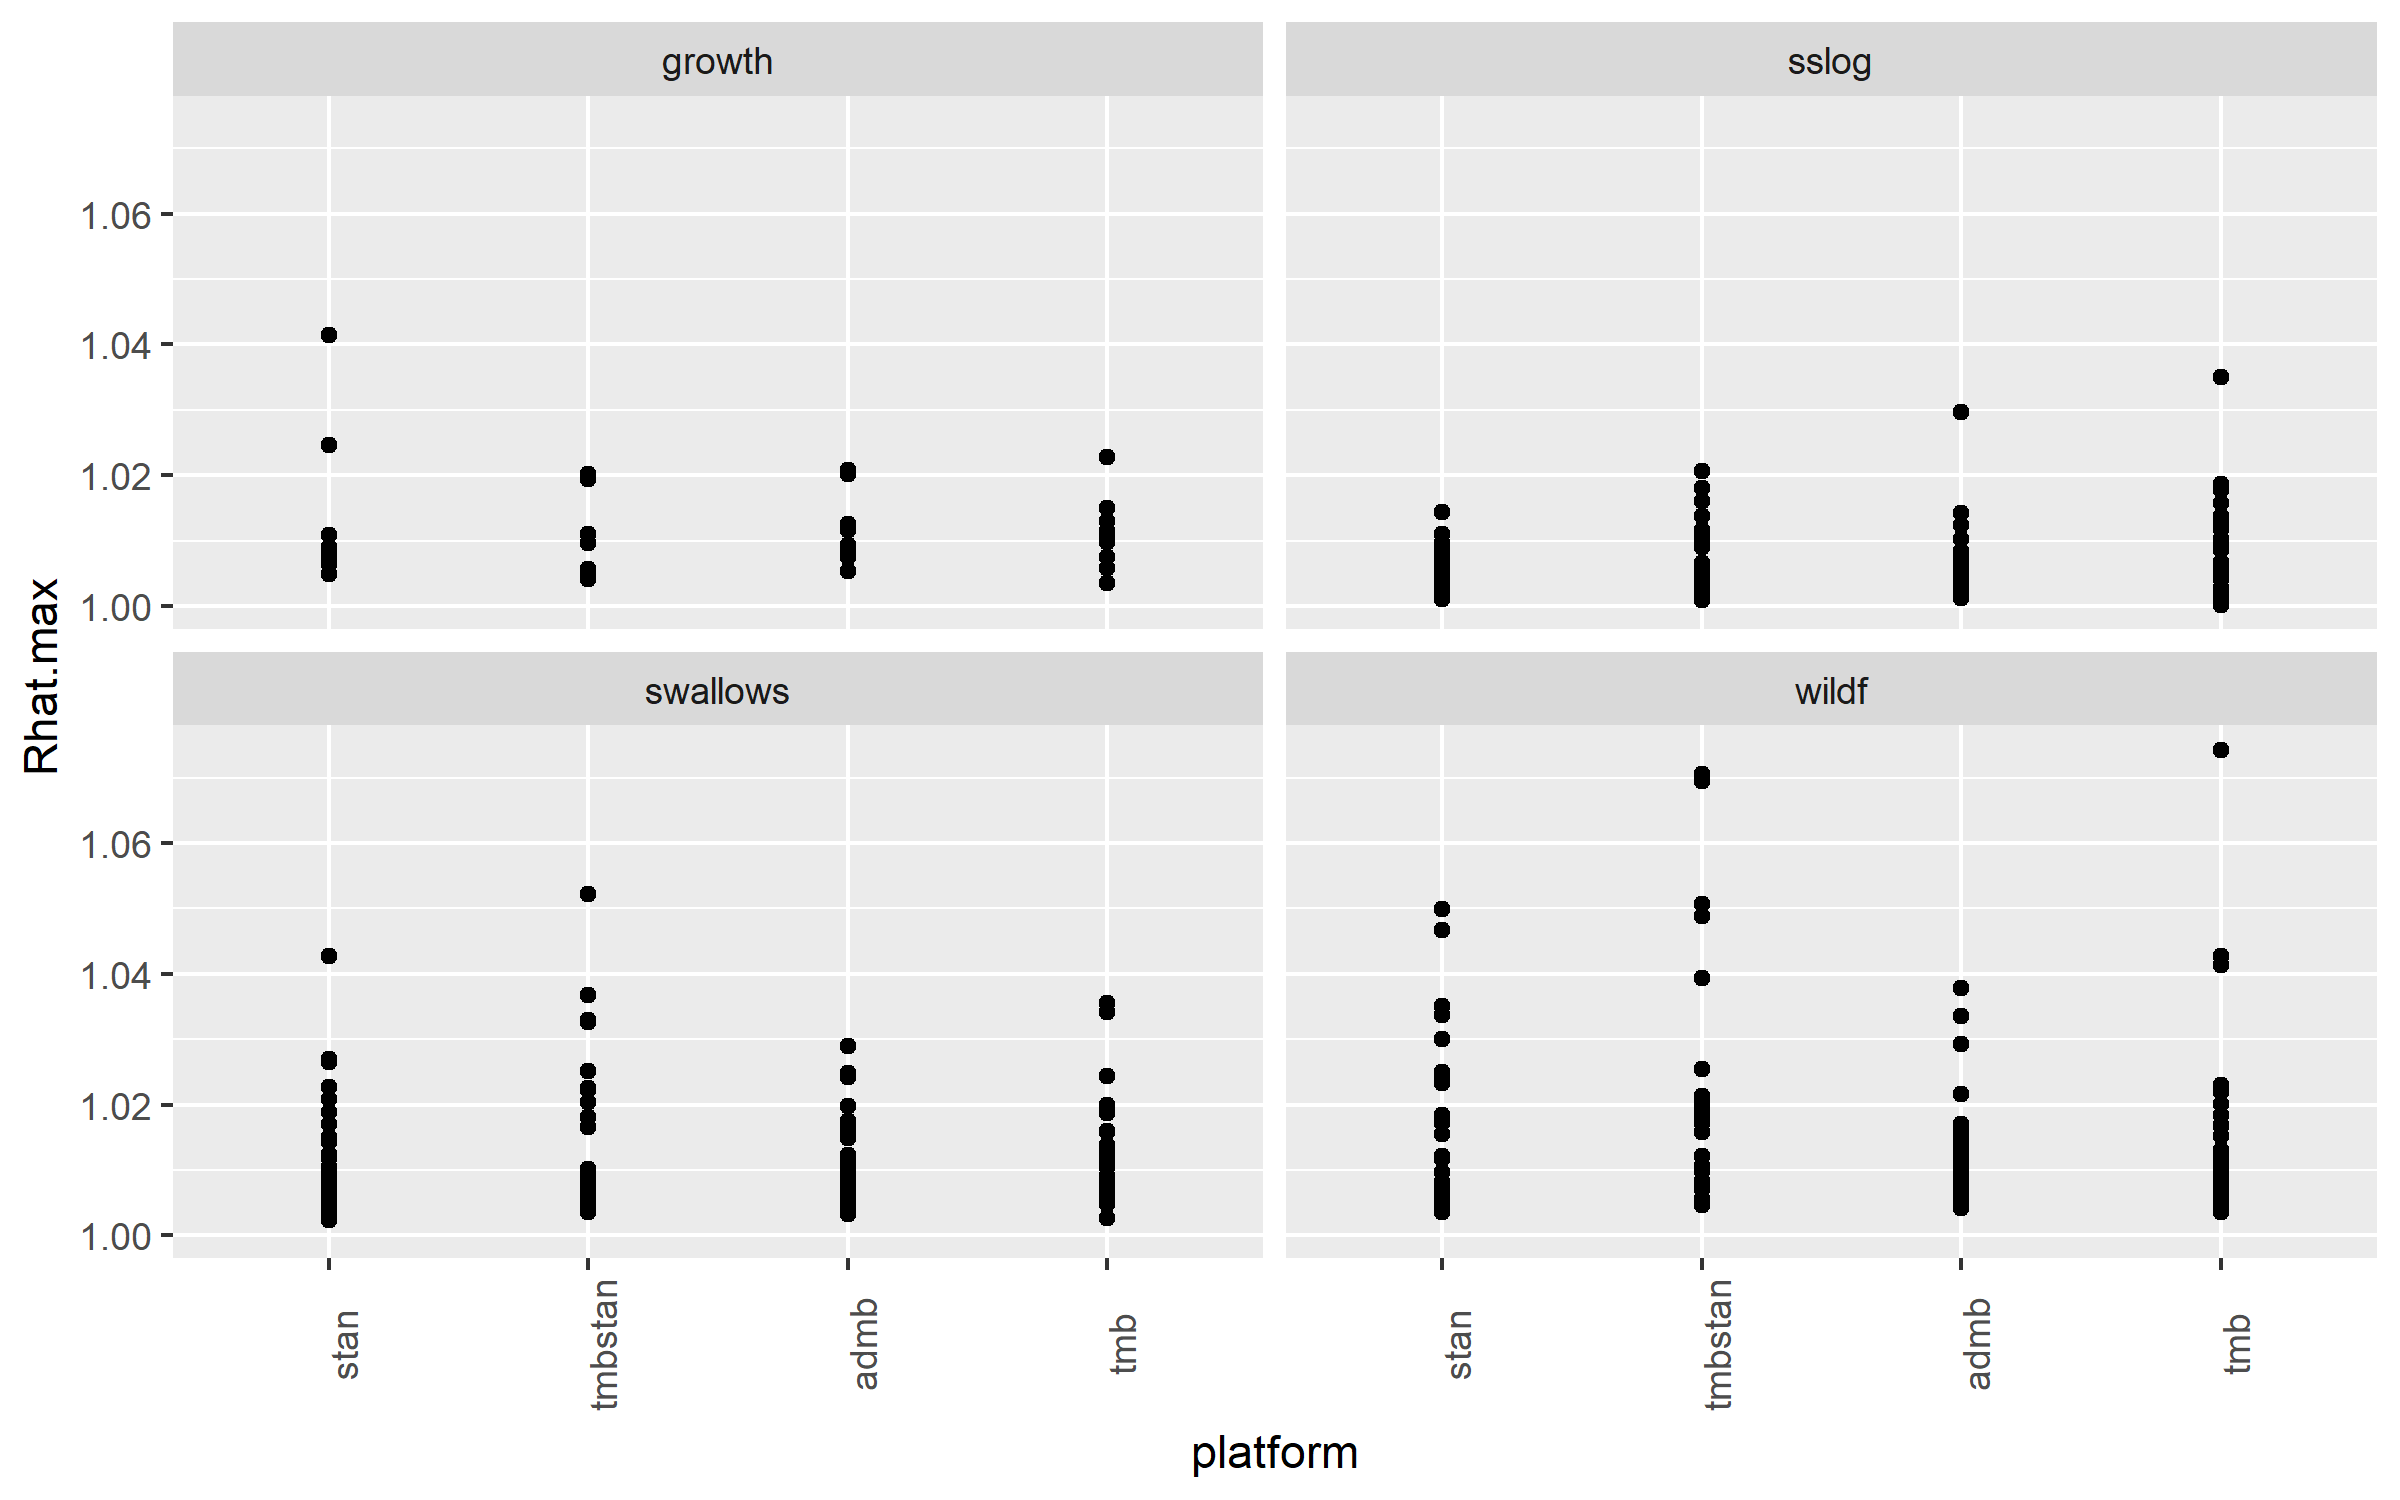 growth
sslog
1.06
1.04
1.02
1.00
swallows
wildf
1.06
1.04
1.02
1.00
Rhat.max
stan
tmbstan
admb
tmb
stan
tmbstan
admb
tmb
platform